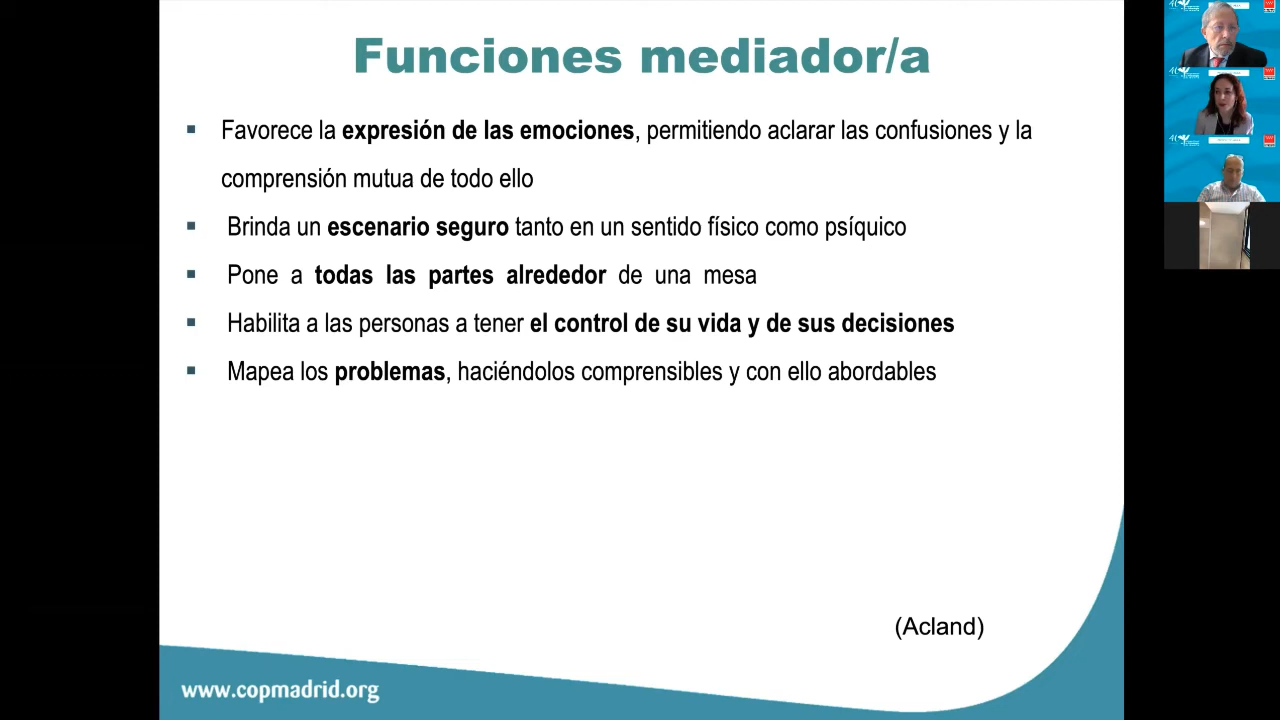 Funciones mediador/a
▪ Favorece la expresión de las emociones, permitiendo aclarar las confusiones y la
comprensión mutua de todo ello
▪ Brinda un escenario seguro tanto en un sentido físico como psíquico
▪ Pone a todas las partes alrededor de una mesa
▪ Habilita a las personas a tener el control de su vida y de sus decisiones
▪ Mapea los problemas, haciéndolos comprensibles y con ello abordables
(Acland)
www.copmadrid.org